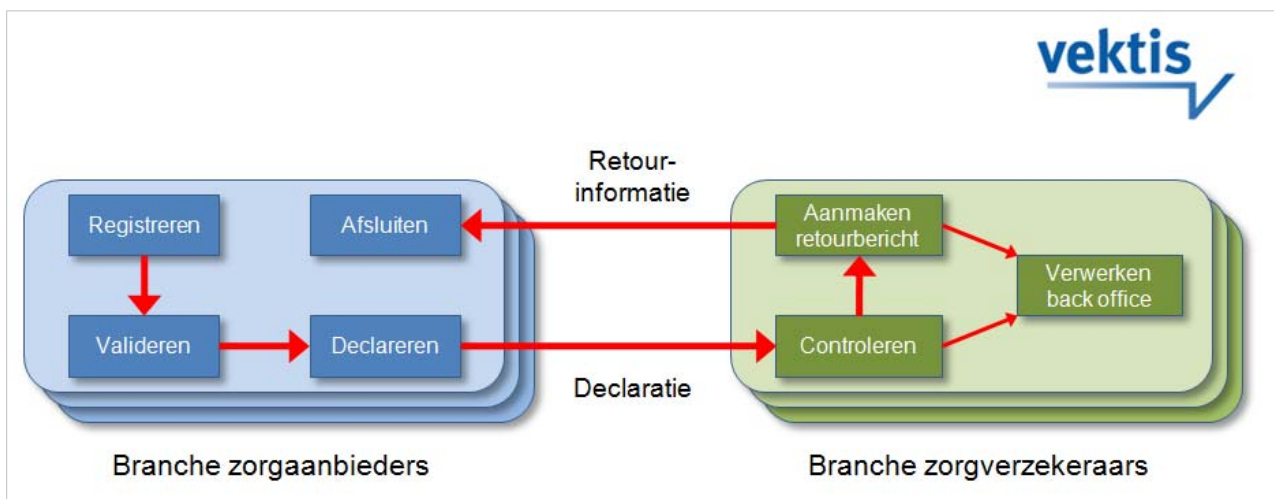 vektis
Retour-
informatie
Registreren
Afsluiten
Aanmaken
retourbericht
Verwerken
back office
Valideren
Declareren
Controleren
Declaratie
Branche zorgaanbieders
Branche zorgverzekeraars